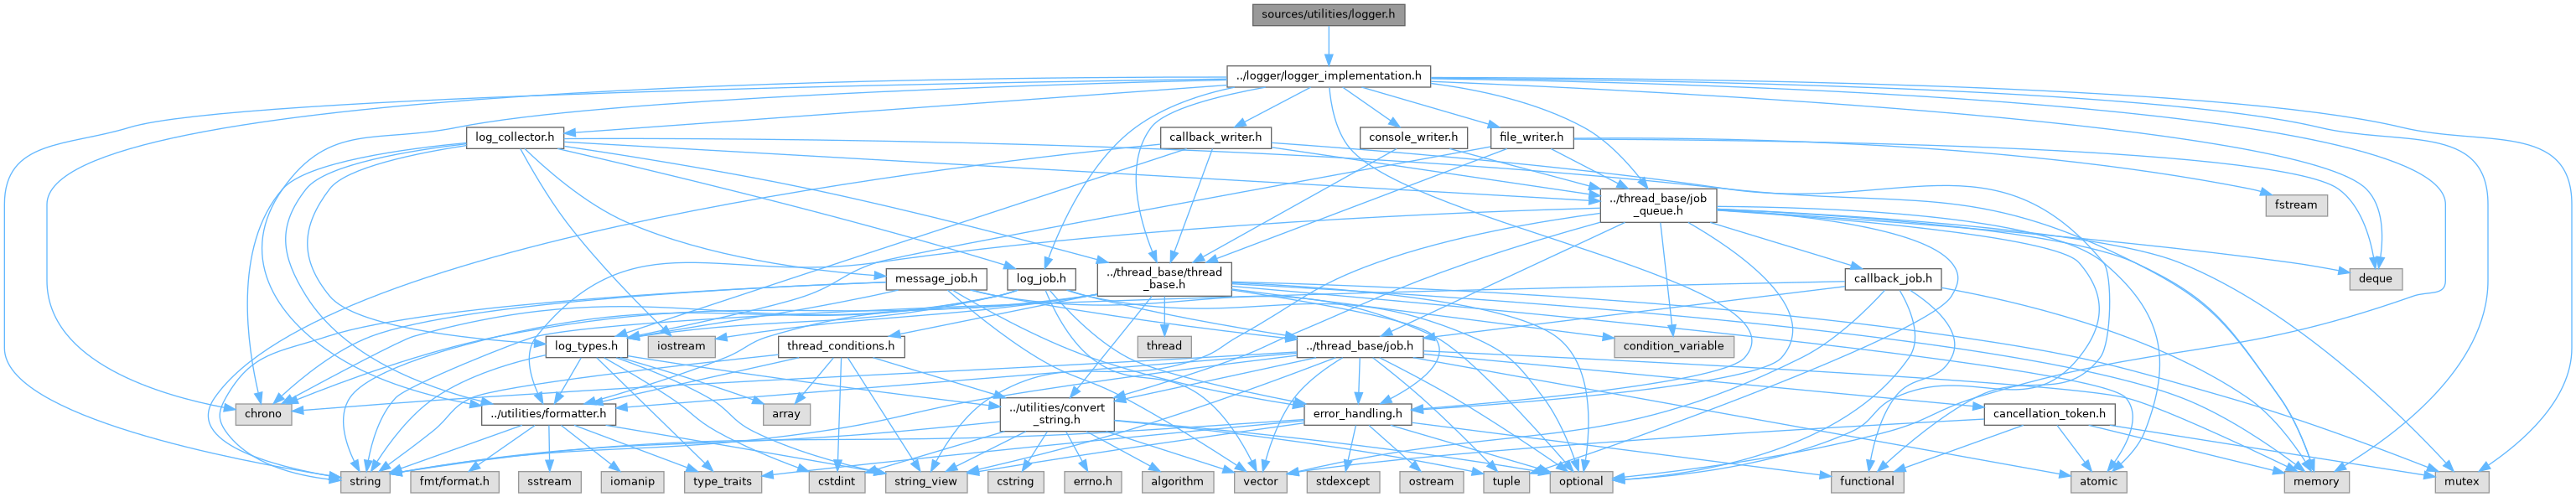 sources/utilities/logger.h
../logger/logger_implementation.h
log_collector.h
callback_writer.h
console_writer.h
file_writer.h
../thread_base/job
_queue.h
fstream
message_job.h
log_job.h
../thread_base/thread
_base.h
callback_job.h
deque
log_types.h
iostream
thread_conditions.h
thread
../thread_base/job.h
condition_variable
chrono
../utilities/formatter.h
array
../utilities/convert
_string.h
error_handling.h
cancellation_token.h
string
fmt/format.h
sstream
iomanip
type_traits
cstdint
string_view
cstring
errno.h
algorithm
vector
stdexcept
ostream
tuple
optional
functional
atomic
memory
mutex